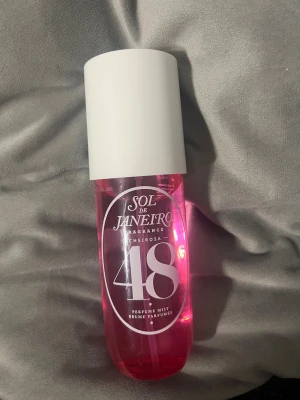 SOL
DE
JANEIRO
FRAGRANCE
CHEIROSA
48
PERFUME MIST
BRUME PARFUMÉE